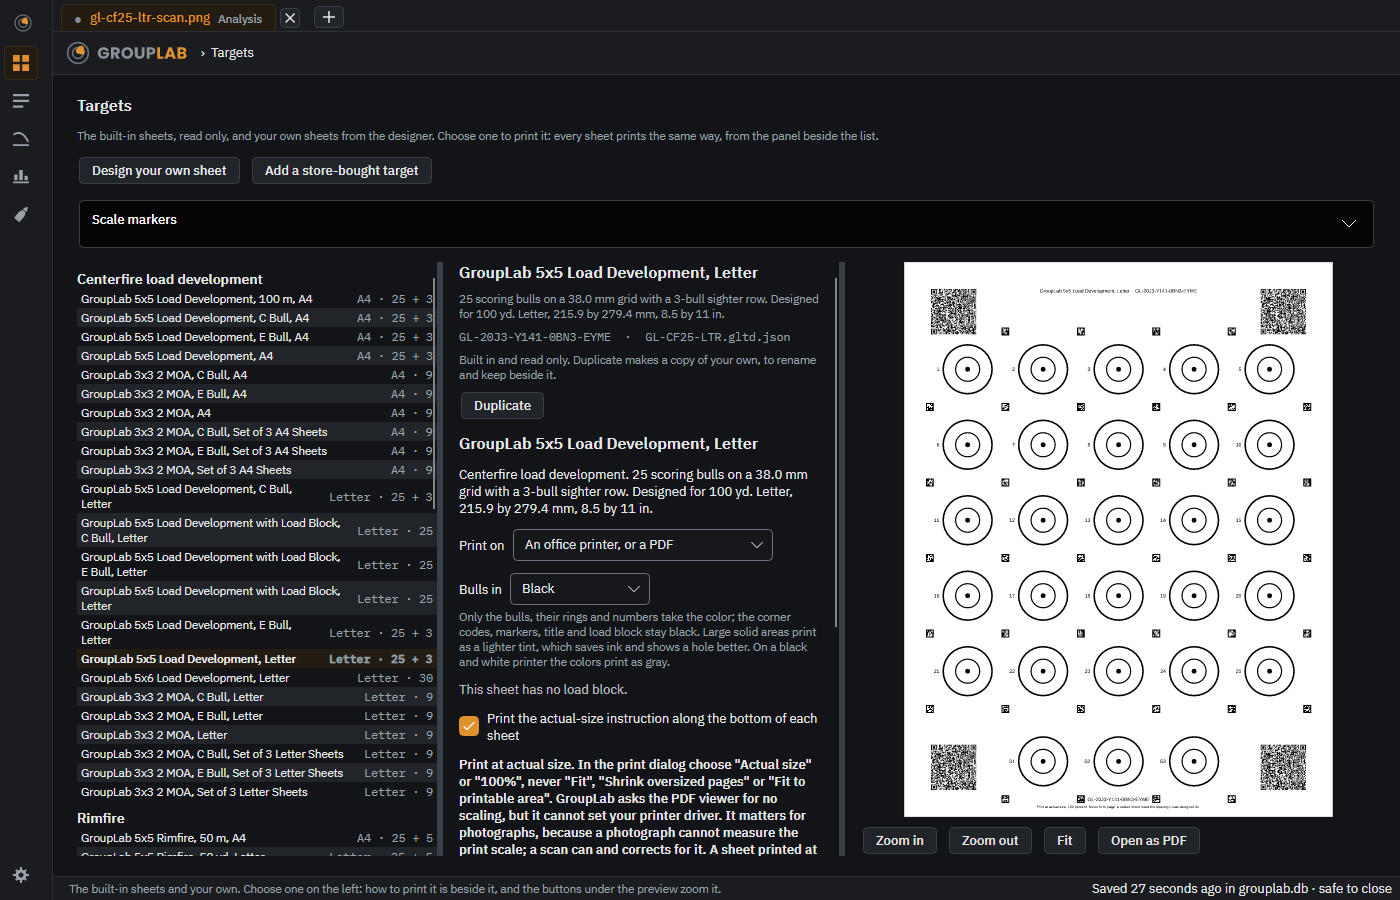 gl-cf25-ltr-scan.png Analysis
GROUPLAB › Targets
Targets
The built-in sheets, read only, and your own sheets from the designer. Choose one to print it: every sheet prints the same way, from the panel beside the list.
Design your own sheet
Add a store-bought target
Scale markers
Centerfire load development
GroupLab 5x5 Load Development, 100 m, A4 A4 · 25 + 3
GroupLab 5x5 Load Development, C Bull, A4 A4 · 25 + 3
GroupLab 5x5 Load Development, E Bull, A4 A4 · 25 + 3
GroupLab 5x5 Load Development, A4 A4 · 25 + 3
GroupLab 3x3 2 MOA, C Bull, A4 A4 · 9
GroupLab 3x3 2 MOA, E Bull, A4 A4 · 9
GroupLab 3x3 2 MOA, A4 A4 · 9
GroupLab 3x3 2 MOA, C Bull, Set of 3 A4 Sheets A4 · 9
GroupLab 3x3 2 MOA, E Bull, Set of 3 A4 Sheets A4 · 9
GroupLab 3x3 2 MOA, Set of 3 A4 Sheets A4 · 9
GroupLab 5x5 Load Development, C Bull,
Letter Letter · 25 + 3
GroupLab 5x5 Load Development with Load Block,
C Bull, Letter Letter · 25
GroupLab 5x5 Load Development with Load Block,
E Bull, Letter Letter · 25
GroupLab 5x5 Load Development with Load Block,
Letter Letter · 25
GroupLab 5x5 Load Development, E Bull,
Letter Letter · 25 + 3
GroupLab 5x5 Load Development, Letter Letter · 25 + 3
GroupLab 5x6 Load Development, Letter Letter · 30
GroupLab 3x3 2 MOA, C Bull, Letter Letter · 9
GroupLab 3x3 2 MOA, E Bull, Letter Letter · 9
GroupLab 3x3 2 MOA, Letter Letter · 9
GroupLab 3x3 2 MOA, C Bull, Set of 3 Letter Sheets Letter · 9
GroupLab 3x3 2 MOA, E Bull, Set of 3 Letter Sheets Letter · 9
GroupLab 3x3 2 MOA, Set of 3 Letter Sheets Letter · 9
Rimfire
GroupLab 5x5 Rimfire, 50 m, A4 A4 · 25 + 5
GroupLab 5x5 Load Development, Letter
25 scoring bulls on a 38.0 mm grid with a 3-bull sighter row. Designed
for 100 yd. Letter, 215.9 by 279.4 mm, 8.5 by 11 in.
GL-20J3-Y141-0BN3-EYME · GL-CF25-LTR.gltd.json
Built in and read only. Duplicate makes a copy of your own, to rename
and keep beside it.
Duplicate
GroupLab 5x5 Load Development, Letter
Centerfire load development. 25 scoring bulls on a 38.0 mm
grid with a 3-bull sighter row. Designed for 100 yd. Letter,
215.9 by 279.4 mm, 8.5 by 11 in.
Print on An office printer, or a PDF
Bulls in Black
Only the bulls, their rings and numbers take the color; the corner
codes, markers, title and load block stay black. Large solid areas print
as a lighter tint, which saves ink and shows a hole better. On a black
and white printer the colors print as gray.
This sheet has no load block.
Print the actual-size instruction along the bottom of each
sheet
Print at actual size. In the print dialog choose "Actual size"
or "100%", never "Fit", "Shrink oversized pages" or "Fit to
printable area". GroupLab asks the PDF viewer for no
scaling, but it cannot set your printer driver. It matters for
photographs, because a photograph cannot measure the
print scale; a scan can and corrects for it. A sheet printed at
GroupLab 5x5 Load Development, Letter · GL-20J3-Y141-0BN3-EYME
1 2 3 4 5
6 7 8 9 10
11 12 13 14 15
16 17 18 19 20
21 22 23 24 25
S1 S2 S3
GL-20J3-Y141-0BN3-EYME
Zoom in
Zoom out
Fit
Open as PDF
The built-in sheets and your own. Choose one on the left: how to print it is beside it, and the buttons under the preview zoom it.
Saved 27 seconds ago in grouplab.db · safe to close